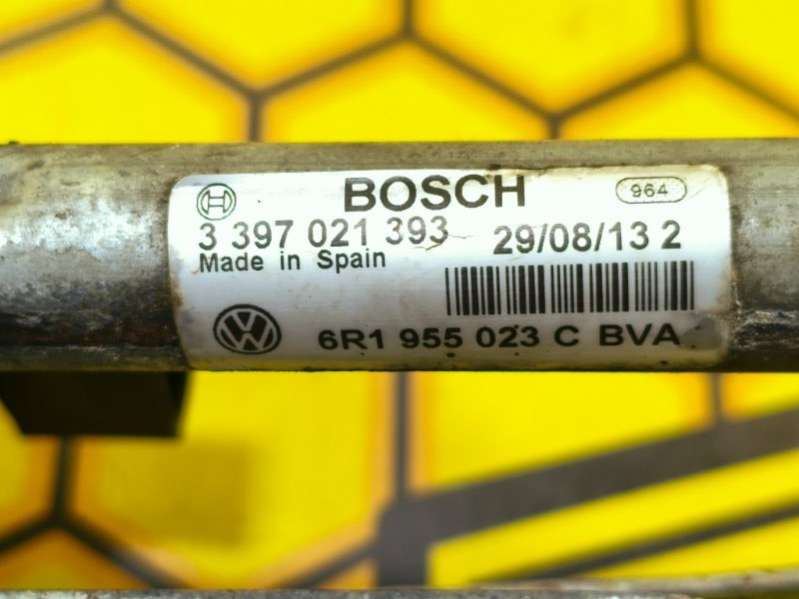 BOSCH 964
3 397 021 393 29/08/13 2
Made in Spain
6R1 955 023 C BVA